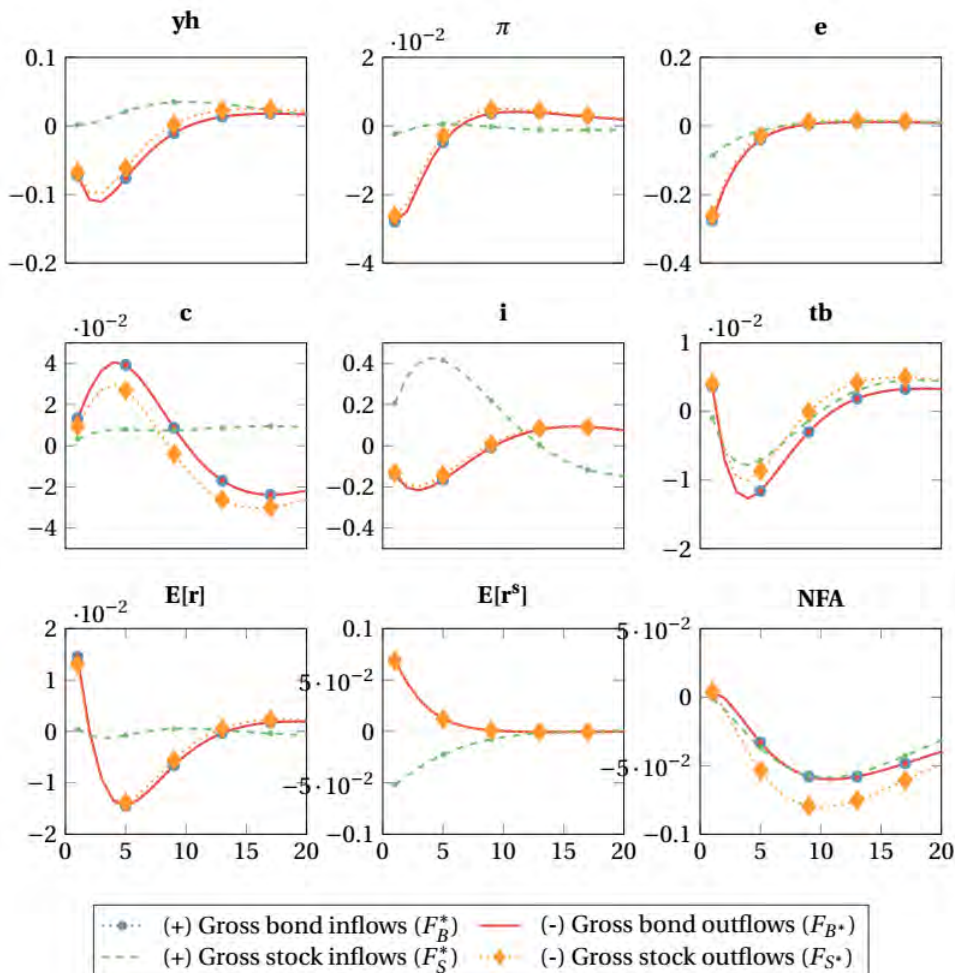 yh π e
·10⁻²
0.1 2 0.2
0 0 0
−0.1 −2 −0.2
−0.2 −4 −0.4
c i tb
·10⁻² ·10⁻²
4 0.4 1
2 0.2
0 0 0
−2 −0.2 −1
−4 −0.4
−2
E[r] E[rˢ] NFA
·10⁻²
2 0.1 5·10⁻²
1 5·10⁻²
0 0 0
−1 −5·10⁻² −5·10⁻²
−2 −0.1 −0.1
0 5 10 15 20 0 5 10 15 20 0 5 10 15 20
(+) Gross bond inflows (F*_B) (-) Gross bond outflows (F_B*)
(+) Gross stock inflows (F*_S) (-) Gross stock outflows (F_S*)